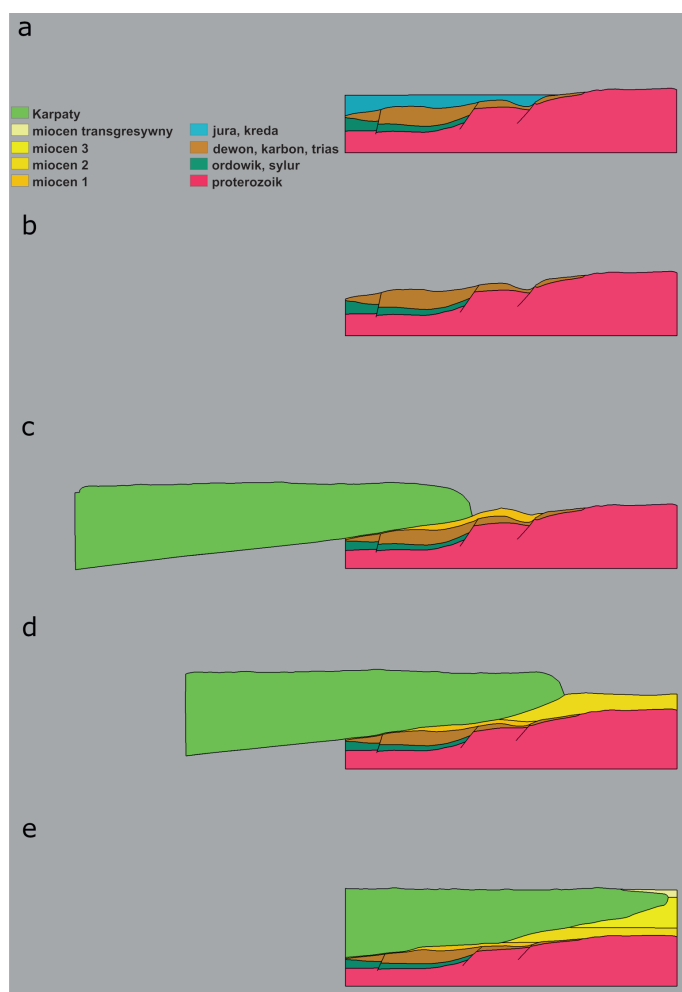 a
Karpaty
miocen transgresywny
miocen 3
miocen 2
miocen 1
jura, kreda
dewon, karbon, trias
ordowik, sylur
proterozoik
b
c
d
e